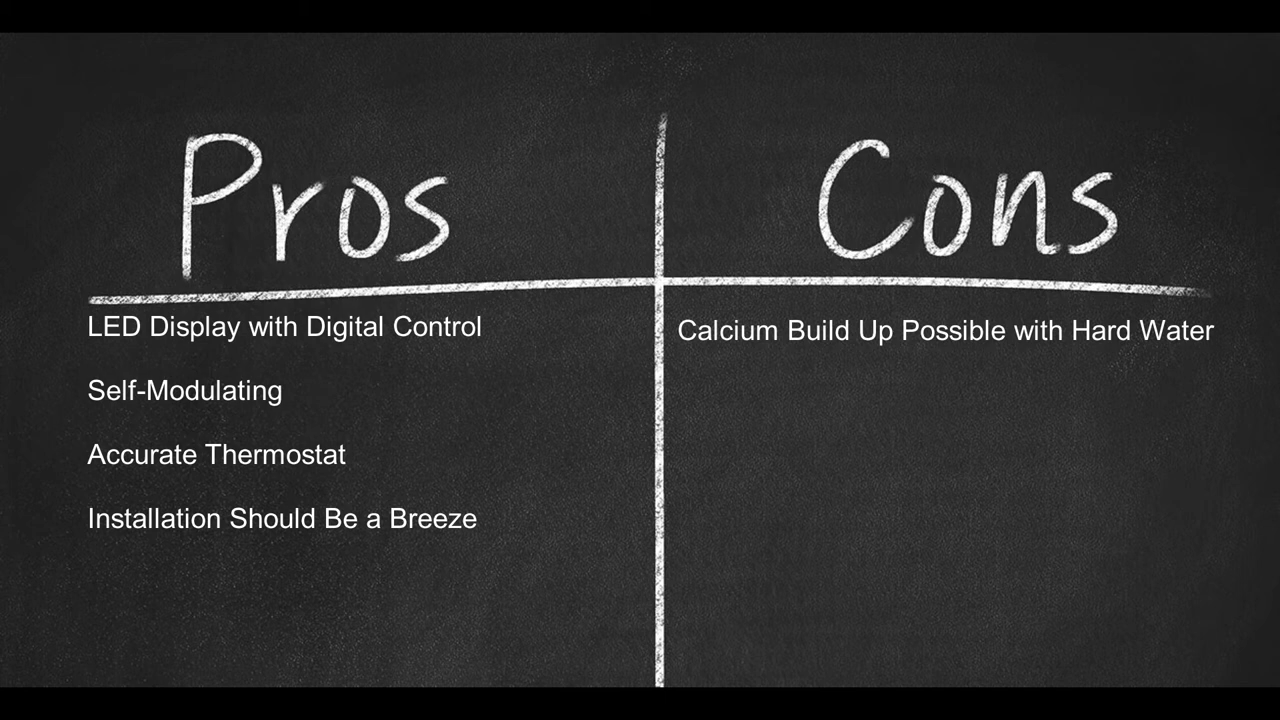 Pros
Cons
LED Display with Digital Control
Self-Modulating
Accurate Thermostat
Installation Should Be a Breeze
Calcium Build Up Possible with Hard Water